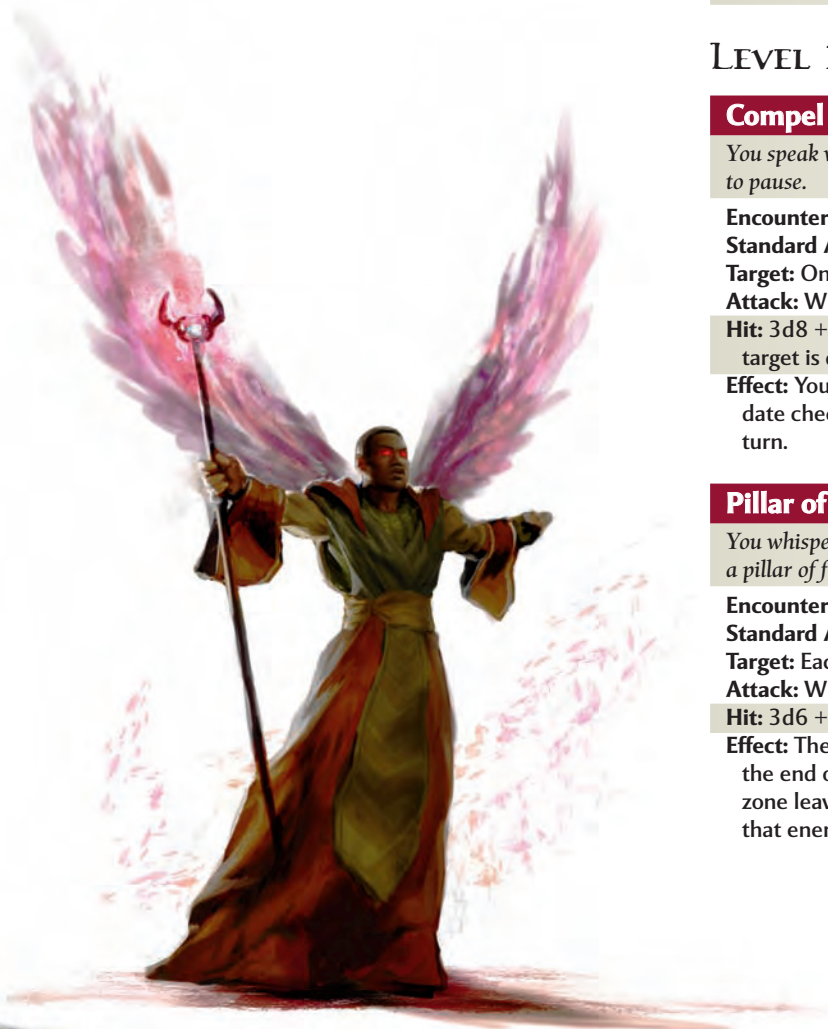 LEVEL
Compel
You speak
to pause.
Encounter
Standard
Target: On
Attack: W
Hit: 3d8 +
target is
Effect: You
date chec
turn.
Pillar of
You whispe
a pillar of f
Encounter
Standard
Target: Eac
Attack: W
Hit: 3d6 +
Effect: The
the end o
zone leav
that ener